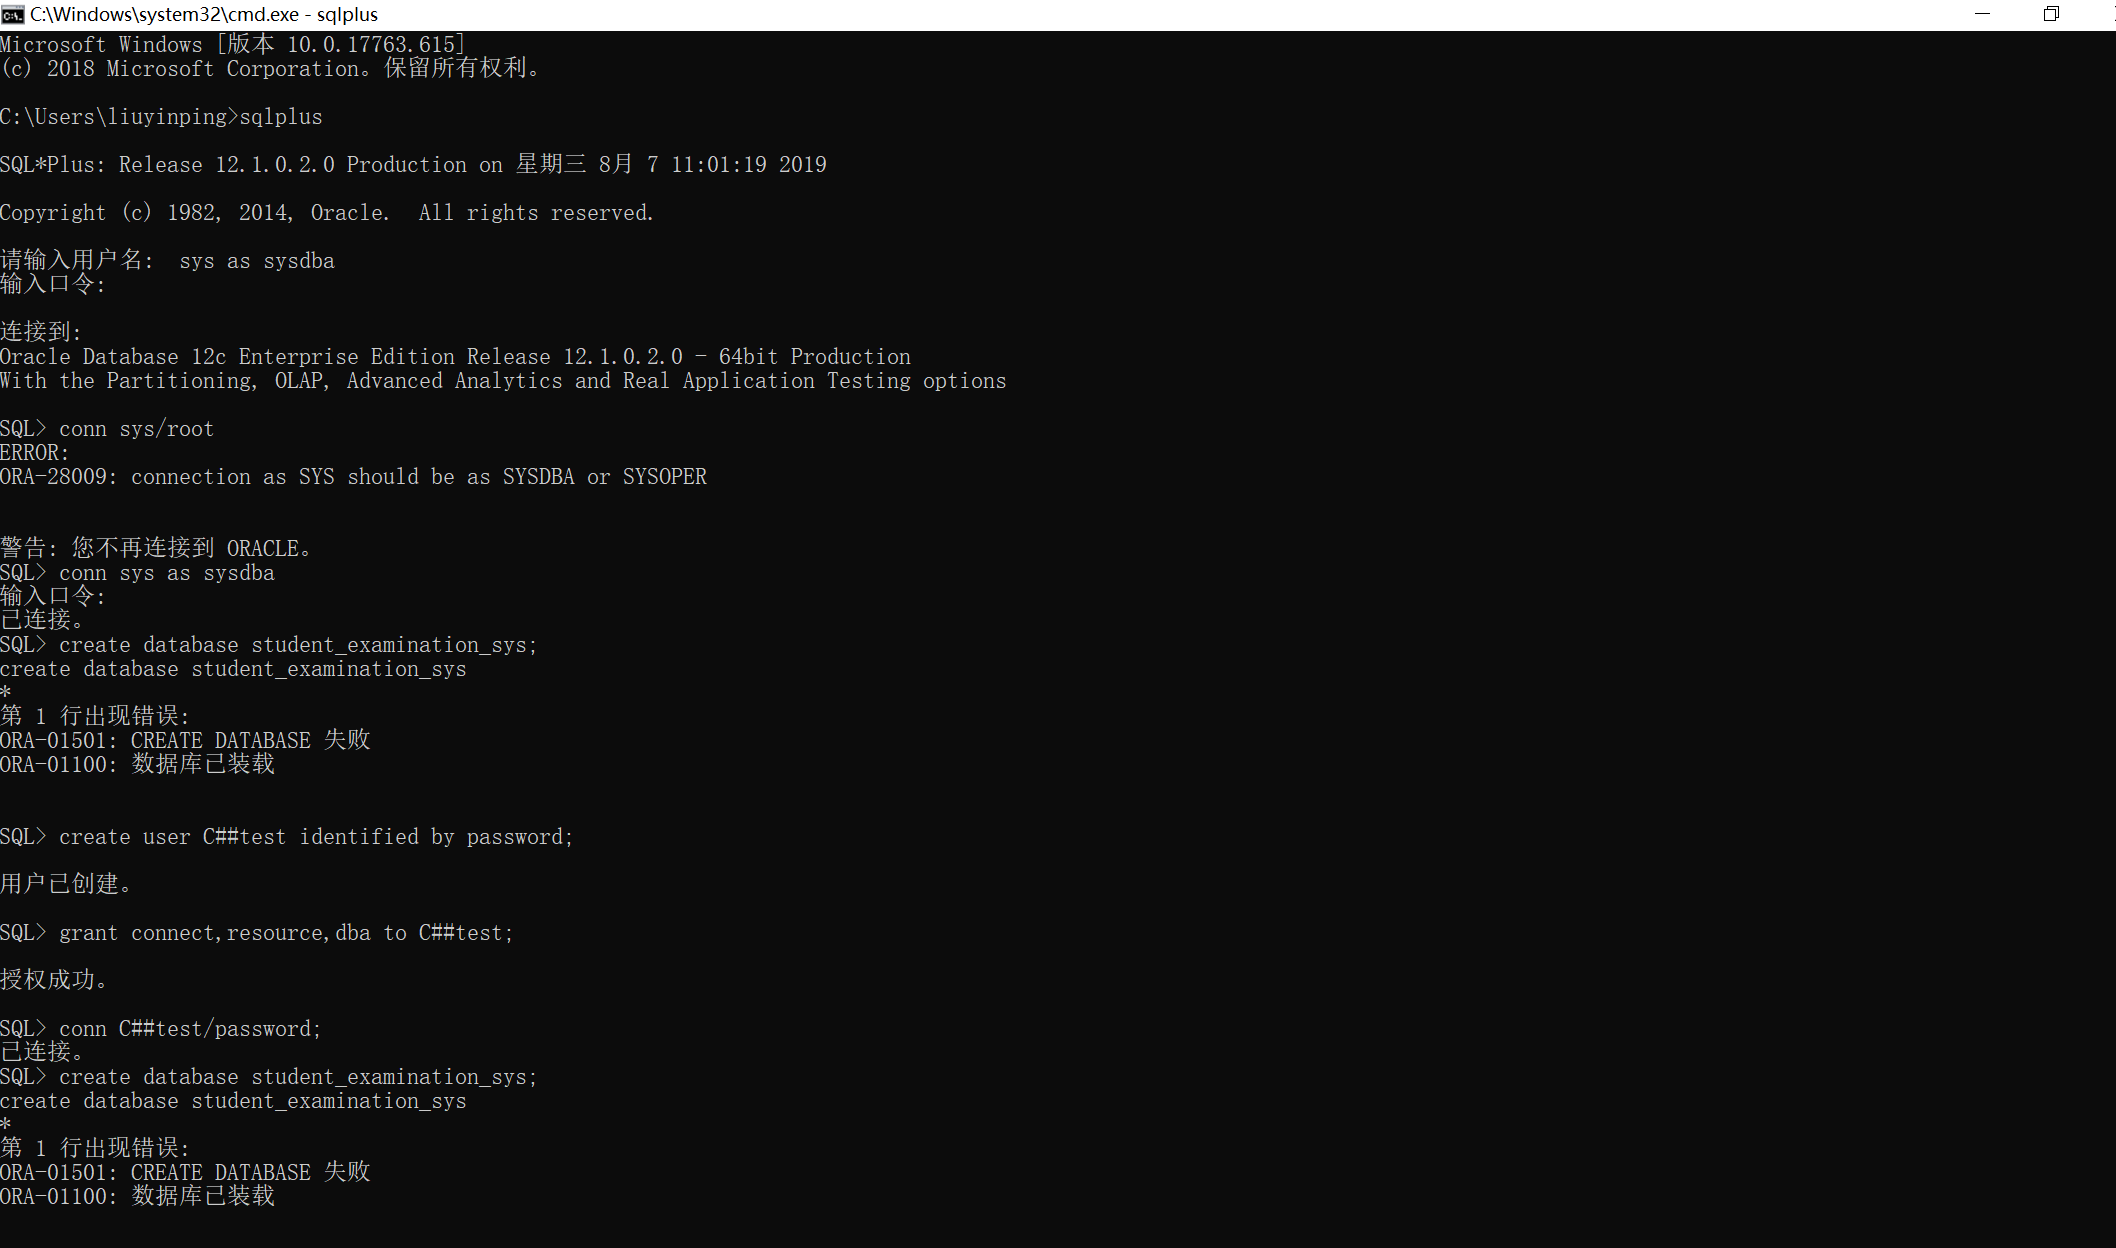 C:\Windows\system32\cmd.exe - sqlplus
Microsoft Windows [版本 10.0.17763.615]
(c) 2018 Microsoft Corporation。保留所有权利。
C:\Users\liuyinping>sqlplus
SQL*Plus: Release 12.1.0.2.0 Production on 星期三 8月 7 11:01:19 2019
Copyright (c) 1982, 2014, Oracle.  All rights reserved.
请输入用户名:  sys as sysdba
输入口令:
连接到:
Oracle Database 12c Enterprise Edition Release 12.1.0.2.0 - 64bit Production
With the Partitioning, OLAP, Advanced Analytics and Real Application Testing options
SQL> conn sys/root
ERROR:
ORA-28009: connection as SYS should be as SYSDBA or SYSOPER
警告: 您不再连接到 ORACLE。
SQL> conn sys as sysdba
输入口令:
已连接。
SQL> create database student_examination_sys;
create database student_examination_sys
*
第 1 行出现错误:
ORA-01501: CREATE DATABASE 失败
ORA-01100: 数据库已装载
SQL> create user C##test identified by password;
用户已创建。
SQL> grant connect,resource,dba to C##test;
授权成功。
SQL> conn C##test/password;
已连接。
SQL> create database student_examination_sys;
create database student_examination_sys
*
第 1 行出现错误:
ORA-01501: CREATE DATABASE 失败
ORA-01100: 数据库已装载